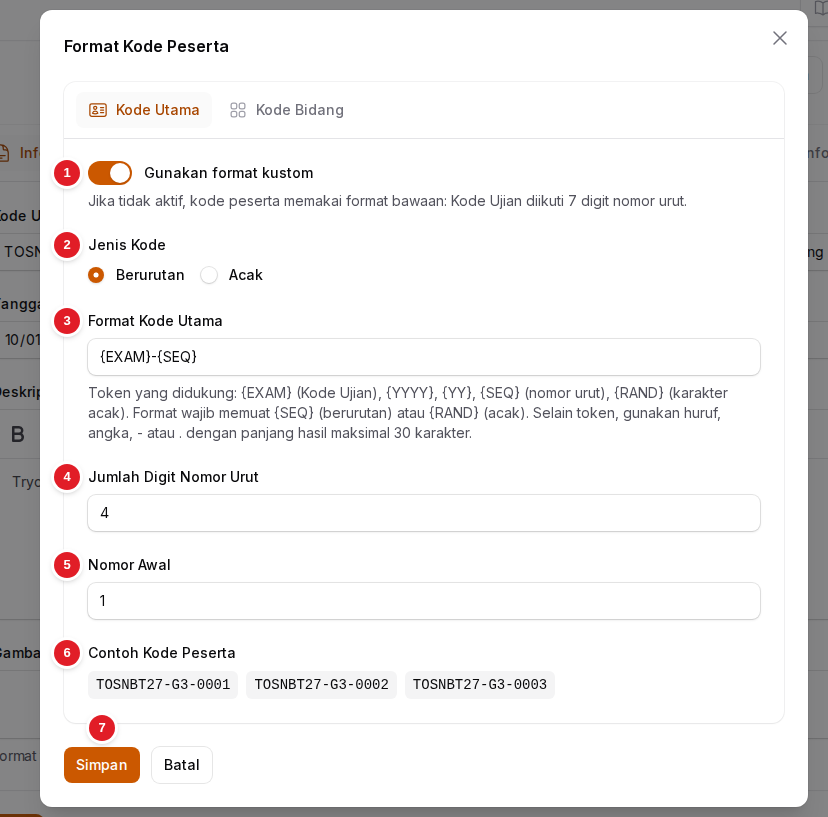 Format Kode Peserta
Kode Utama
Kode Bidang
1
Gunakan format kustom
Jika tidak aktif, kode peserta memakai format bawaan: Kode Ujian diikuti 7 digit nomor urut.
2
Jenis Kode
Berurutan
Acak
3
Format Kode Utama
{EXAM}-{SEQ}
Token yang didukung: {EXAM} (Kode Ujian), {YYYY}, {YY}, {SEQ} (nomor urut), {RAND} (karakter
acak). Format wajib memuat {SEQ} (berurutan) atau {RAND} (acak). Selain token, gunakan huruf,
angka, - atau . dengan panjang hasil maksimal 30 karakter.
4
Jumlah Digit Nomor Urut
4
5
Nomor Awal
1
6
Contoh Kode Peserta
TOSNBT27-G3-0001 TOSNBT27-G3-0002 TOSNBT27-G3-0003
7
Simpan
Batal
B
10/01